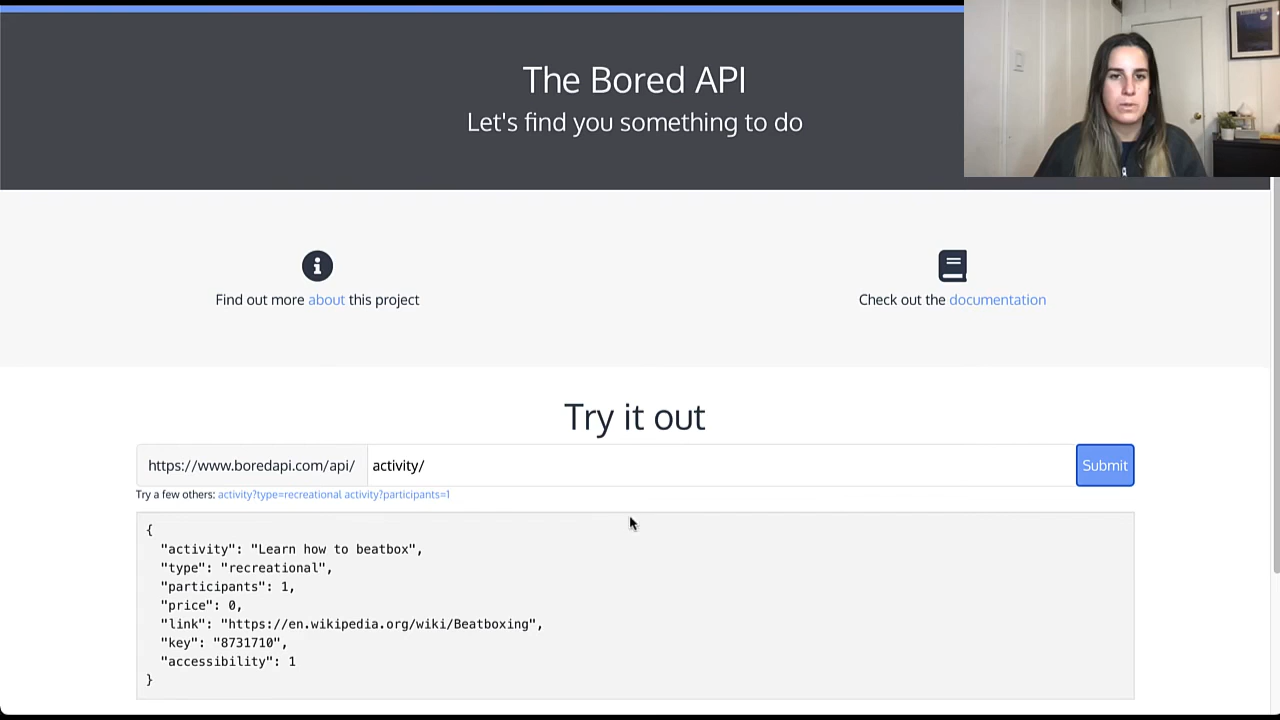 The Bored API
Let's find you something to do
Find out more about this project
Check out the documentation
Try it out
https://www.boredapi.com/api/ activity/ Submit
Try a few others: activity?type=recreational activity?participants=1
{
"activity": "Learn how to beatbox",
"type": "recreational",
"participants": 1,
"price": 0,
"link": "https://en.wikipedia.org/wiki/Beatboxing",
"key": "8731710",
"accessibility": 1
}